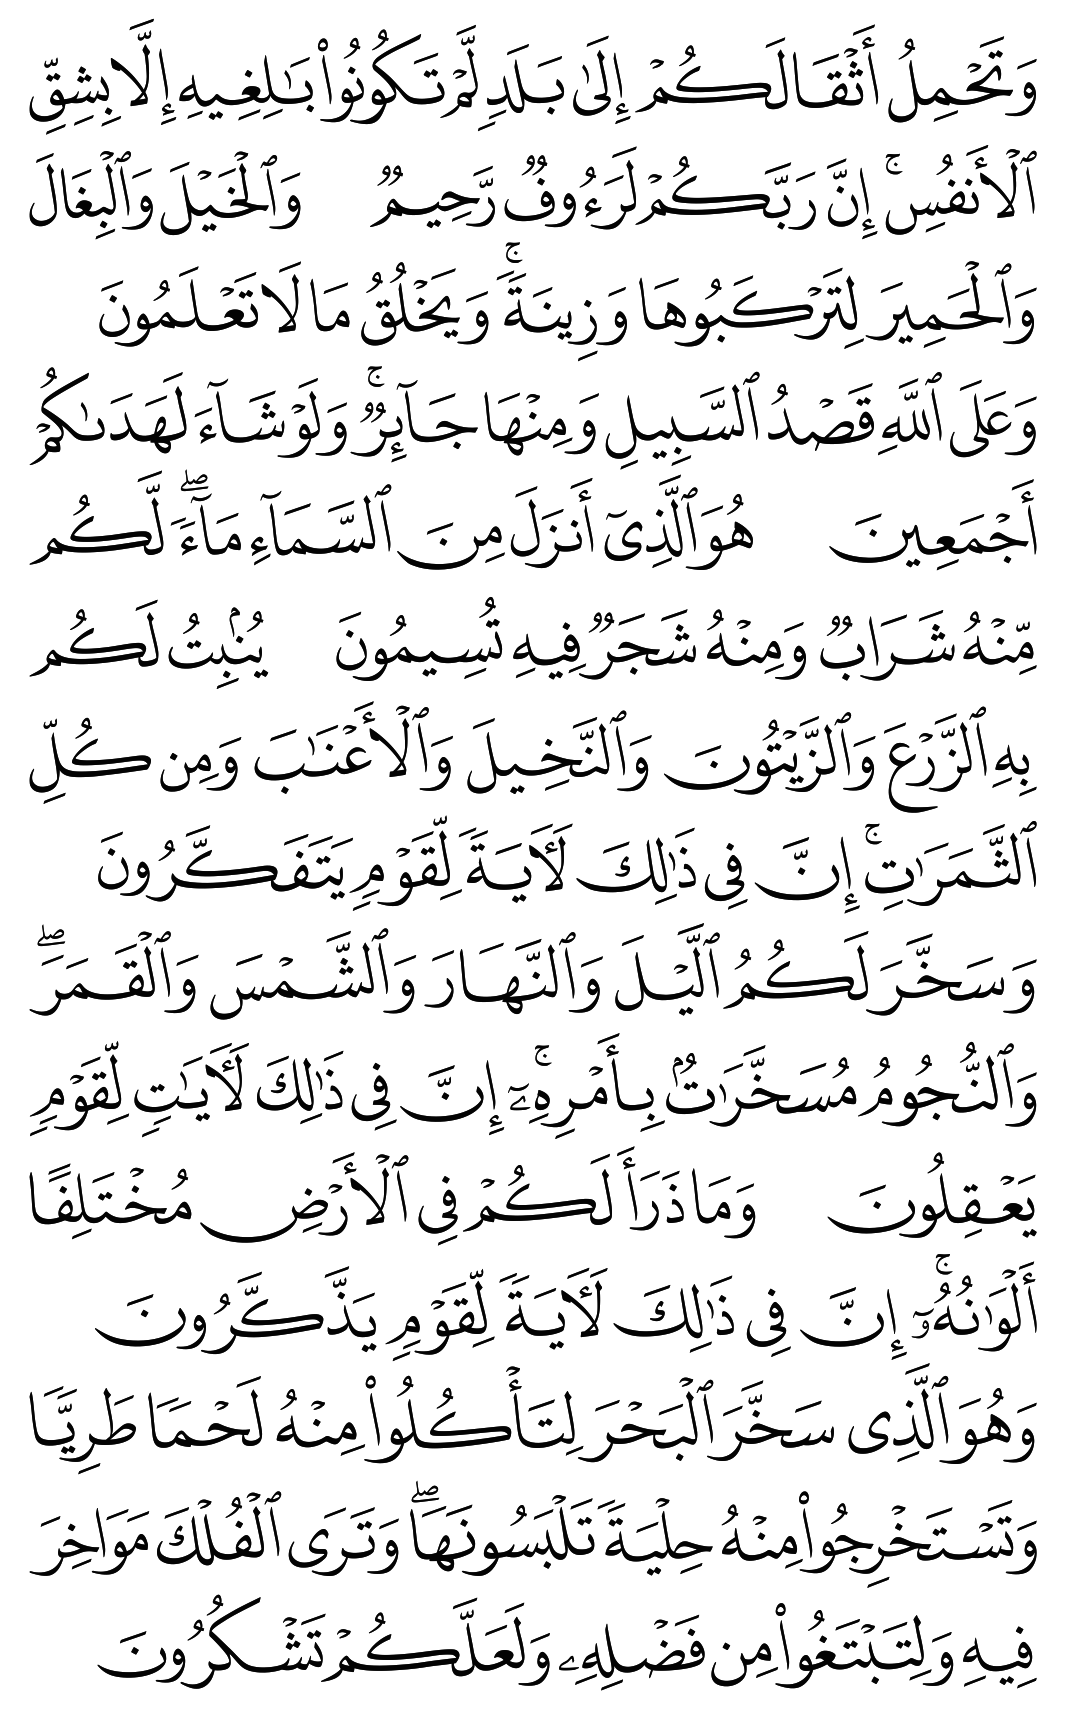 وَتَحْمِلُ أَثْقَالَكُمْ إِلَىٰ بَلَدٍ لَّمْ تَكُونُوا۟ بَٰلِغِيهِ إِلَّا بِشِقِّ
ٱلْأَنفُسِ ۚ إِنَّ رَبَّكُمْ لَرَءُوفٌ رَّحِيمٌ وَٱلْخَيْلَ وَٱلْبِغَالَ
وَٱلْحَمِيرَ لِتَرْكَبُوهَا وَزِينَةً ۚ وَيَخْلُقُ مَا لَا تَعْلَمُونَ
وَعَلَى ٱللَّهِ قَصْدُ ٱلسَّبِيلِ وَمِنْهَا جَآئِرٌ ۚ وَلَوْ شَآءَ لَهَدَىٰكُمْ
أَجْمَعِينَ هُوَ ٱلَّذِىٓ أَنزَلَ مِنَ ٱلسَّمَآءِ مَآءً ۖ لَّكُم
مِّنْهُ شَرَابٌ وَمِنْهُ شَجَرٌ فِيهِ تُسِيمُونَ يُنۢبِتُ لَكُم
بِهِ ٱلزَّرْعَ وَٱلزَّيْتُونَ وَٱلنَّخِيلَ وَٱلْأَعْنَٰبَ وَمِن كُلِّ
ٱلثَّمَرَٰتِ ۚ إِنَّ فِى ذَٰلِكَ لَـَٔايَةً لِّقَوْمٍ يَتَفَكَّرُونَ
وَسَخَّرَ لَكُمُ ٱلَّيْلَ وَٱلنَّهَارَ وَٱلشَّمْسَ وَٱلْقَمَرَ ۖ
وَٱلنُّجُومُ مُسَخَّرَٰتٌۢ بِأَمْرِهِۦٓ ۚ إِنَّ فِى ذَٰلِكَ لَـَٔايَٰتٍ لِّقَوْمٍ
يَعْقِلُونَ وَمَا ذَرَأَ لَكُمْ فِى ٱلْأَرْضِ مُخْتَلِفًا
أَلْوَٰنُهُۥٓ ۚ إِنَّ فِى ذَٰلِكَ لَـَٔايَةً لِّقَوْمٍ يَذَّكَّرُونَ
وَهُوَ ٱلَّذِى سَخَّرَ ٱلْبَحْرَ لِتَأْكُلُوا۟ مِنْهُ لَحْمًا طَرِيًّا
وَتَسْتَخْرِجُوا۟ مِنْهُ حِلْيَةً تَلْبَسُونَهَا ۖ وَتَرَى ٱلْفُلْكَ مَوَاخِرَ
فِيهِ وَلِتَبْتَغُوا۟ مِن فَضْلِهِۦ وَلَعَلَّكُمْ تَشْكُرُونَ